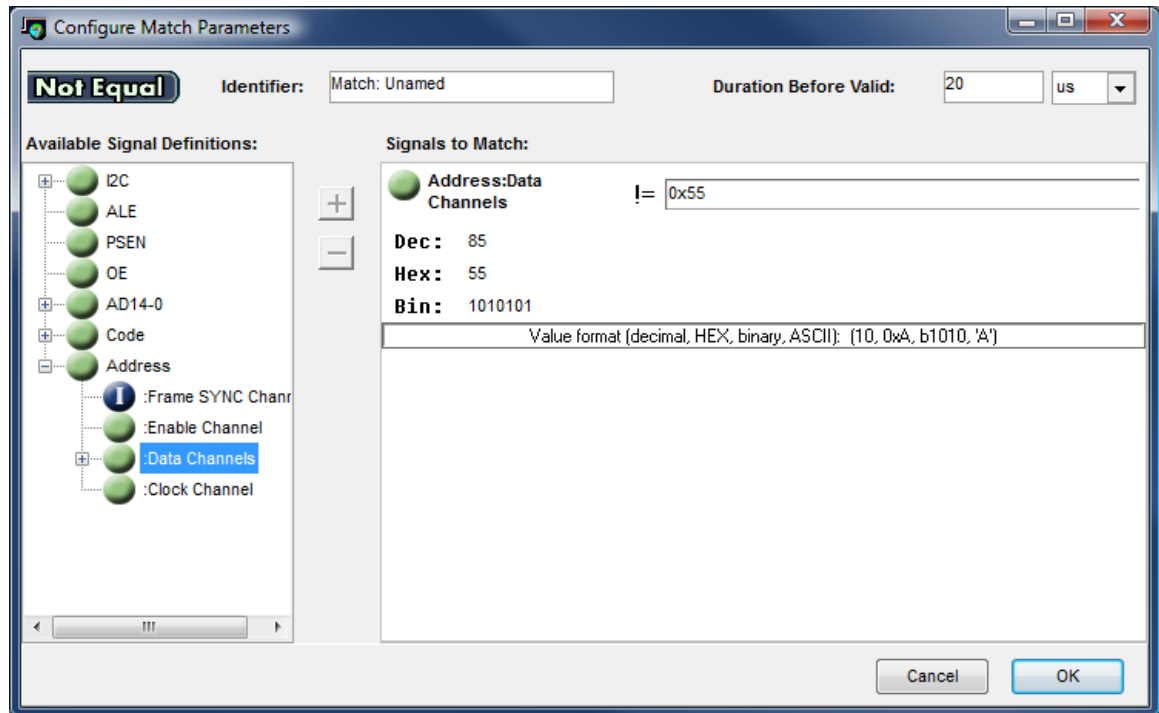 Configure Match Parameters
Not Equal Identifier: Match: Unnamed Duration Before Valid: 20 us
Available Signal Definitions:
I2C
ALE
PSEN
OE
AD14-0
Code
Address
I :Frame SYNC Chanr
:Enable Channel
:Data Channels
:Clock Channel
+
−
Signals to Match:
Address:Data
Channels
!= 0x55
Dec: 85
Hex: 55
Bin: 1010101
Value format (decimal, HEX, binary, ASCII): (10, 0xA, b1010, 'A')
Cancel OK